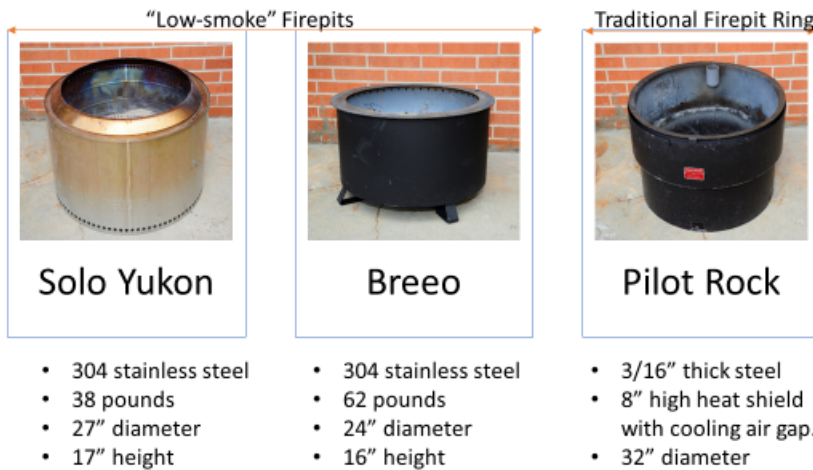 “Low-smoke” Firepits
Traditional Firepit Ring
Solo Yukon
Breeo
Pilot Rock
• 304 stainless steel
• 38 pounds
• 27” diameter
• 17” height
• 304 stainless steel
• 62 pounds
• 24” diameter
• 16” height
• 3/16” thick steel
• 8” high heat shield
with cooling air gap.
• 32” diameter